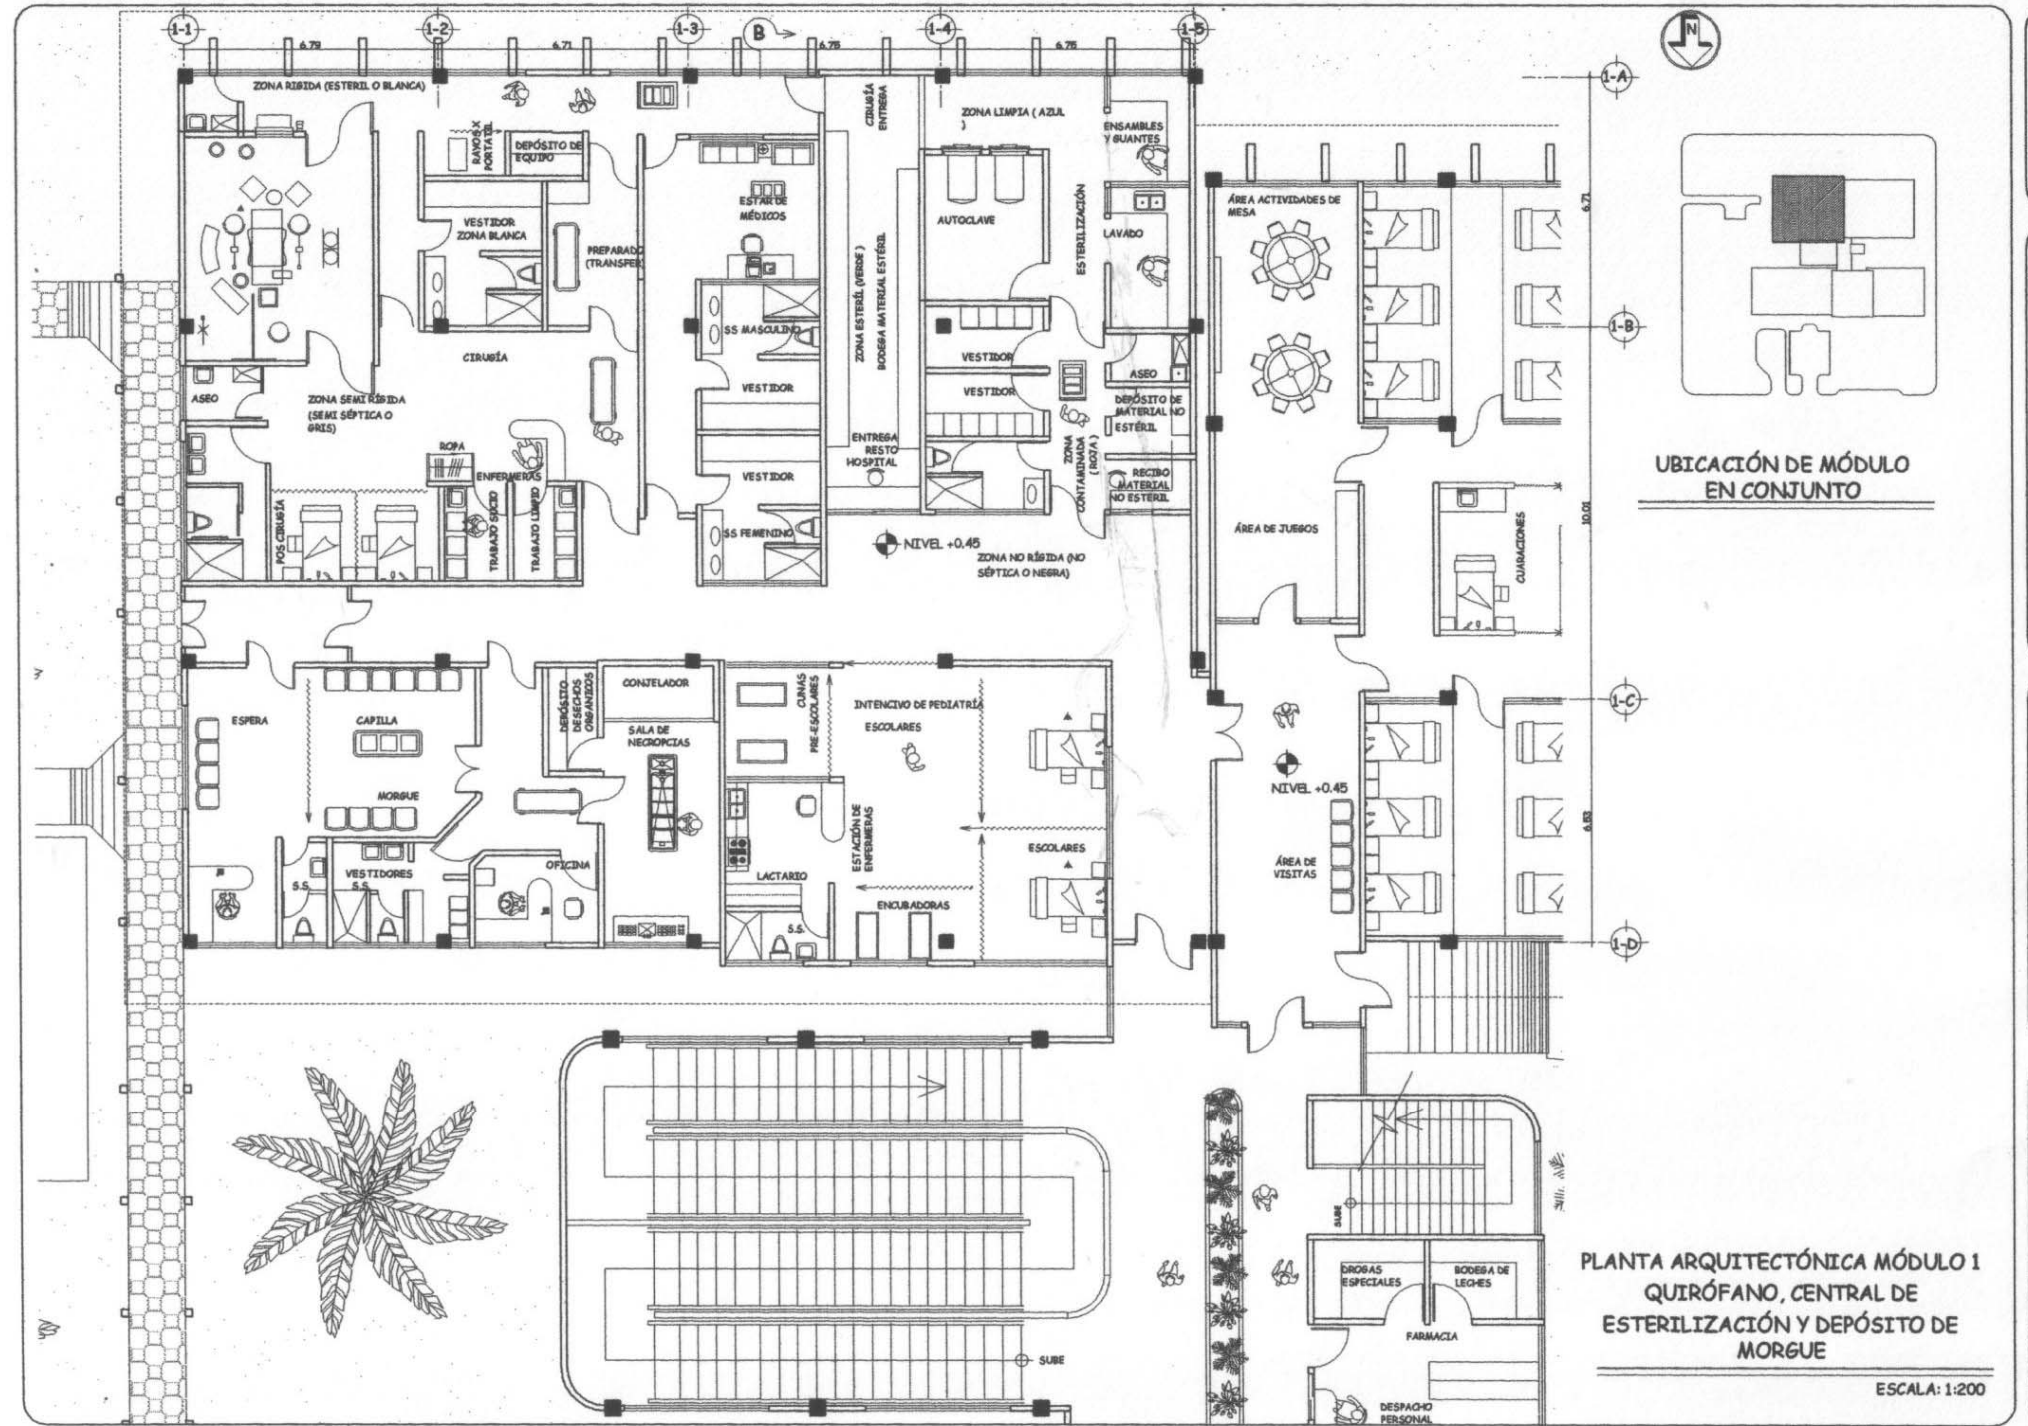 1-1
1-2
1-3
B
1-4
1-5
6.79
6.71
6.75
6.75
N
1-A
ZONA RIGIDA (ESTERIL O BLANCA)
RAYOS-X
PORTATIL
DEPÓSITO DE
EQUIPO
CIRUGÍA
ENTREGA
ZONA LIMPIA ( AZUL
)
ENSAMBLES
Y GUANTES
VESTIDOR
ZONA BLANCA
PREPARADO
(TRANSFER
ESTAR DE
MÉDICOS
ZONA ESTERÍL (VERDE )
BODEGA MATERIAL ESTÉRIL
AUTOCLAVE
ESTERILIZACIÓN
LAVADO
ÁREA ACTIVIDADES DE
MESA
6.71
1-B
SS MASCULINO
CIRUGÍA
VESTIDOR
VESTIDOR
VESTIDOR
ASEO
ASEO
ZONA SEMI RÍGIDA
(SEMI SÉPTICA O
GRIS)
DEPÓSITO DE
MATERIAL NO
ESTÉRIL
ROPA
ENFERMERAS
ENTREGA
RESTO
HOSPITAL
ZONA
CONTAMINADA
( ROJA )
VESTIDOR
RECIBO
MATERIAL
NO ESTERIL
UBICACIÓN DE MÓDULO
EN CONJUNTO
POS CIRUGÍA
TRABAJO SUCIO
TRABAJO LIMPIO
SS FEMENINO
NIVEL +0.45
ZONA NO RÍGIDA (NO
SÉPTICA O NEGRA)
ÁREA DE JUEGOS
CUARACIONES
10.01
ESPERA
CAPILLA
MORGUE
DEPÓSITO
DESECHOS
ORGANICOS
CONJELADOR
SALA DE
NECROPCIAS
CUNAS
PRE-ESCOLARES
INTENCIVO DE PEDIATRÍA
ESCOLARES
1-C
NIVEL +0.45
6.53
OFICINA
S.S.
VESTIDORES
S.S.
LACTARIO
S.S.
ESTACIÓN DE
ENFERMERAS
ENCUBADORAS
ESCOLARES
ÁREA DE
VISITAS
1-D
SUBE
SUBE
DROGAS
ESPECIALES
BODEGA DE
LECHES
FARMACIA
DESPACHO
PERSONAL
PLANTA ARQUITECTÓNICA MÓDULO 1
QUIRÓFANO, CENTRAL DE
ESTERILIZACIÓN Y DEPÓSITO DE
MORGUE
ESCALA: 1:200